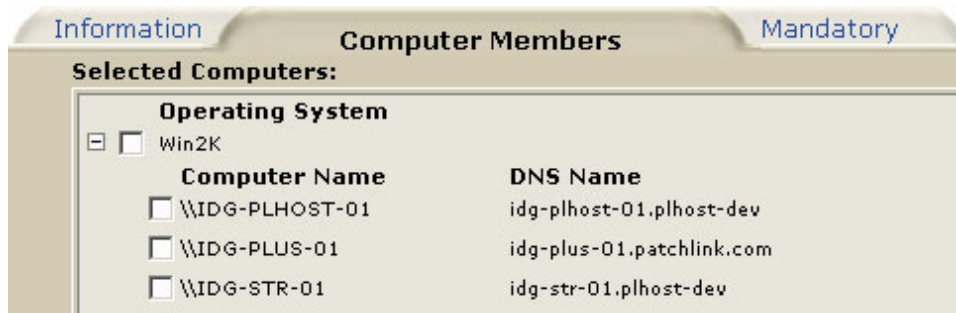 Information Computer Members Mandatory
Selected Computers:
Operating System
Win2K
Computer Name DNS Name
\\IDG-PLHOST-01 idg-plhost-01.plhost-dev
\\IDG-PLUS-01 idg-plus-01.patchlink.com
\\IDG-STR-01 idg-str-01.plhost-dev